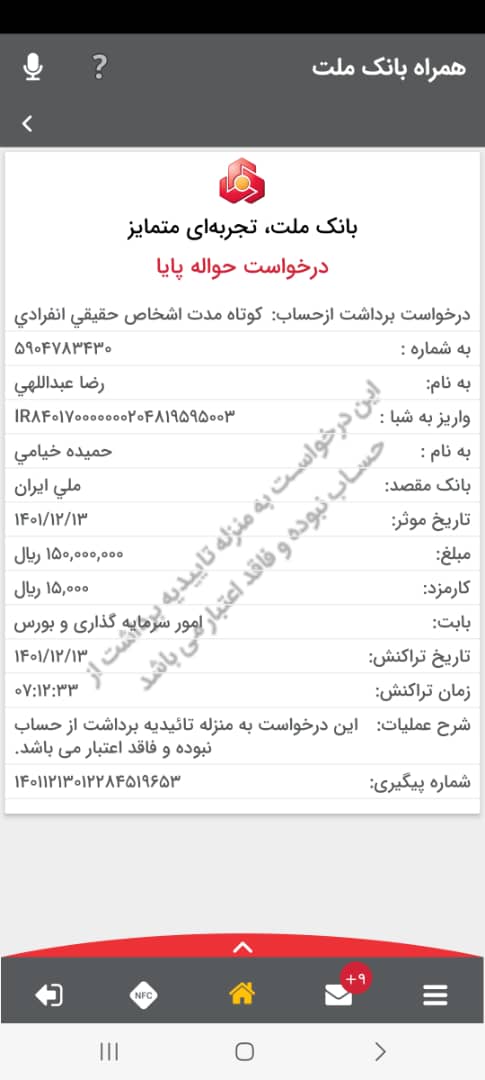 همراه بانک ملت
بانک ملت، تجربه‌ای متمایز
درخواست حواله پایا
درخواست برداشت ازحساب: کوتاه مدت اشخاص حقیقي انفرادي
به شماره : ۵۹۰۴۷۸۳۴۳۰
به نام: رضا عبداللهي
واریز به شبا : IR۸۴۰۱۷۰۰۰۰۰۰۰۲۰۴۸۱۹۵۹۵۰۰۳
به نام : حمیده خیامي
بانک مقصد: ملي ایران
تاریخ موثر: ۱۴۰۱/۱۲/۱۳
مبلغ: ۱۵۰,۰۰۰,۰۰۰ ریال
کارمزد: ۱۵,۰۰۰ ریال
بابت: امور سرمایه گذاری و بورس
تاریخ تراکنش: ۱۴۰۱/۱۲/۱۳
زمان تراکنش: ۰۷:۱۲:۳۳
شرح عملیات: این درخواست به منزله تائیدیه برداشت از حساب
نبوده و فاقد اعتبار می باشد.
شماره پیگیری: ۱۴۰۱۱۲۱۳۰۱۲۲۸۴۵۱۹۶۵۳
این درخواست به منزله تاییدیه برداشت از
حساب نبوده و فاقد اعتبار می باشد
NFC
+۹